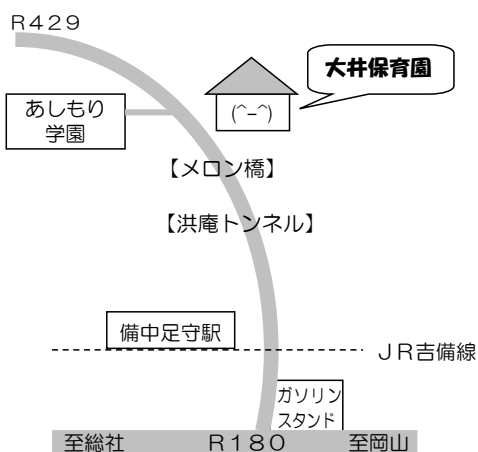 R429
大井保育園
あしもり
学園
(^-^)
【メロン橋】
【洪庵トンネル】
備中足守駅
JR吉備線
ガソリン
スタンド
至総社 R180 至岡山